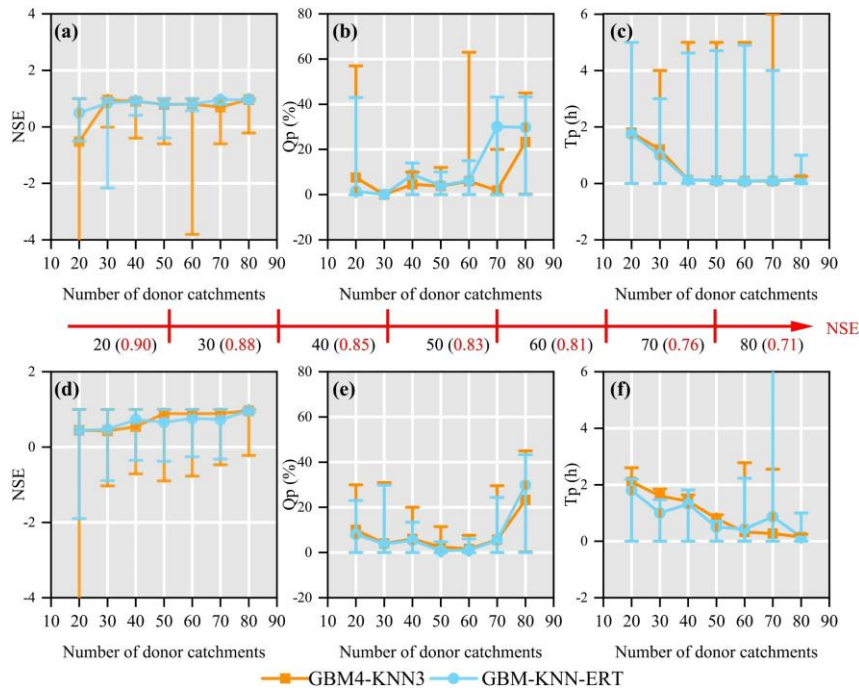 (a)
(b)
(c)
4
2
0
-2
-4
NSE
80
60
40
20
0
-20
Qp (%)
6
4
2
0
-2
Tp (h)
10 20 30 40 50 60 70 80 90
10 20 30 40 50 60 70 80 90
10 20 30 40 50 60 70 80 90
Number of donor catchments
Number of donor catchments
Number of donor catchments
20 (0.90) 30 (0.88) 40 (0.85) 50 (0.83) 60 (0.81) 70 (0.76) 80 (0.71) NSE
(d)
(e)
(f)
4
2
0
-2
-4
NSE
80
60
40
20
0
-20
Qp (%)
6
4
2
0
-2
Tp (h)
10 20 30 40 50 60 70 80 90
10 20 30 40 50 60 70 80 90
10 20 30 40 50 60 70 80 90
Number of donor catchments
Number of donor catchments
Number of donor catchments
GBM4-KNN3 GBM-KNN-ERT